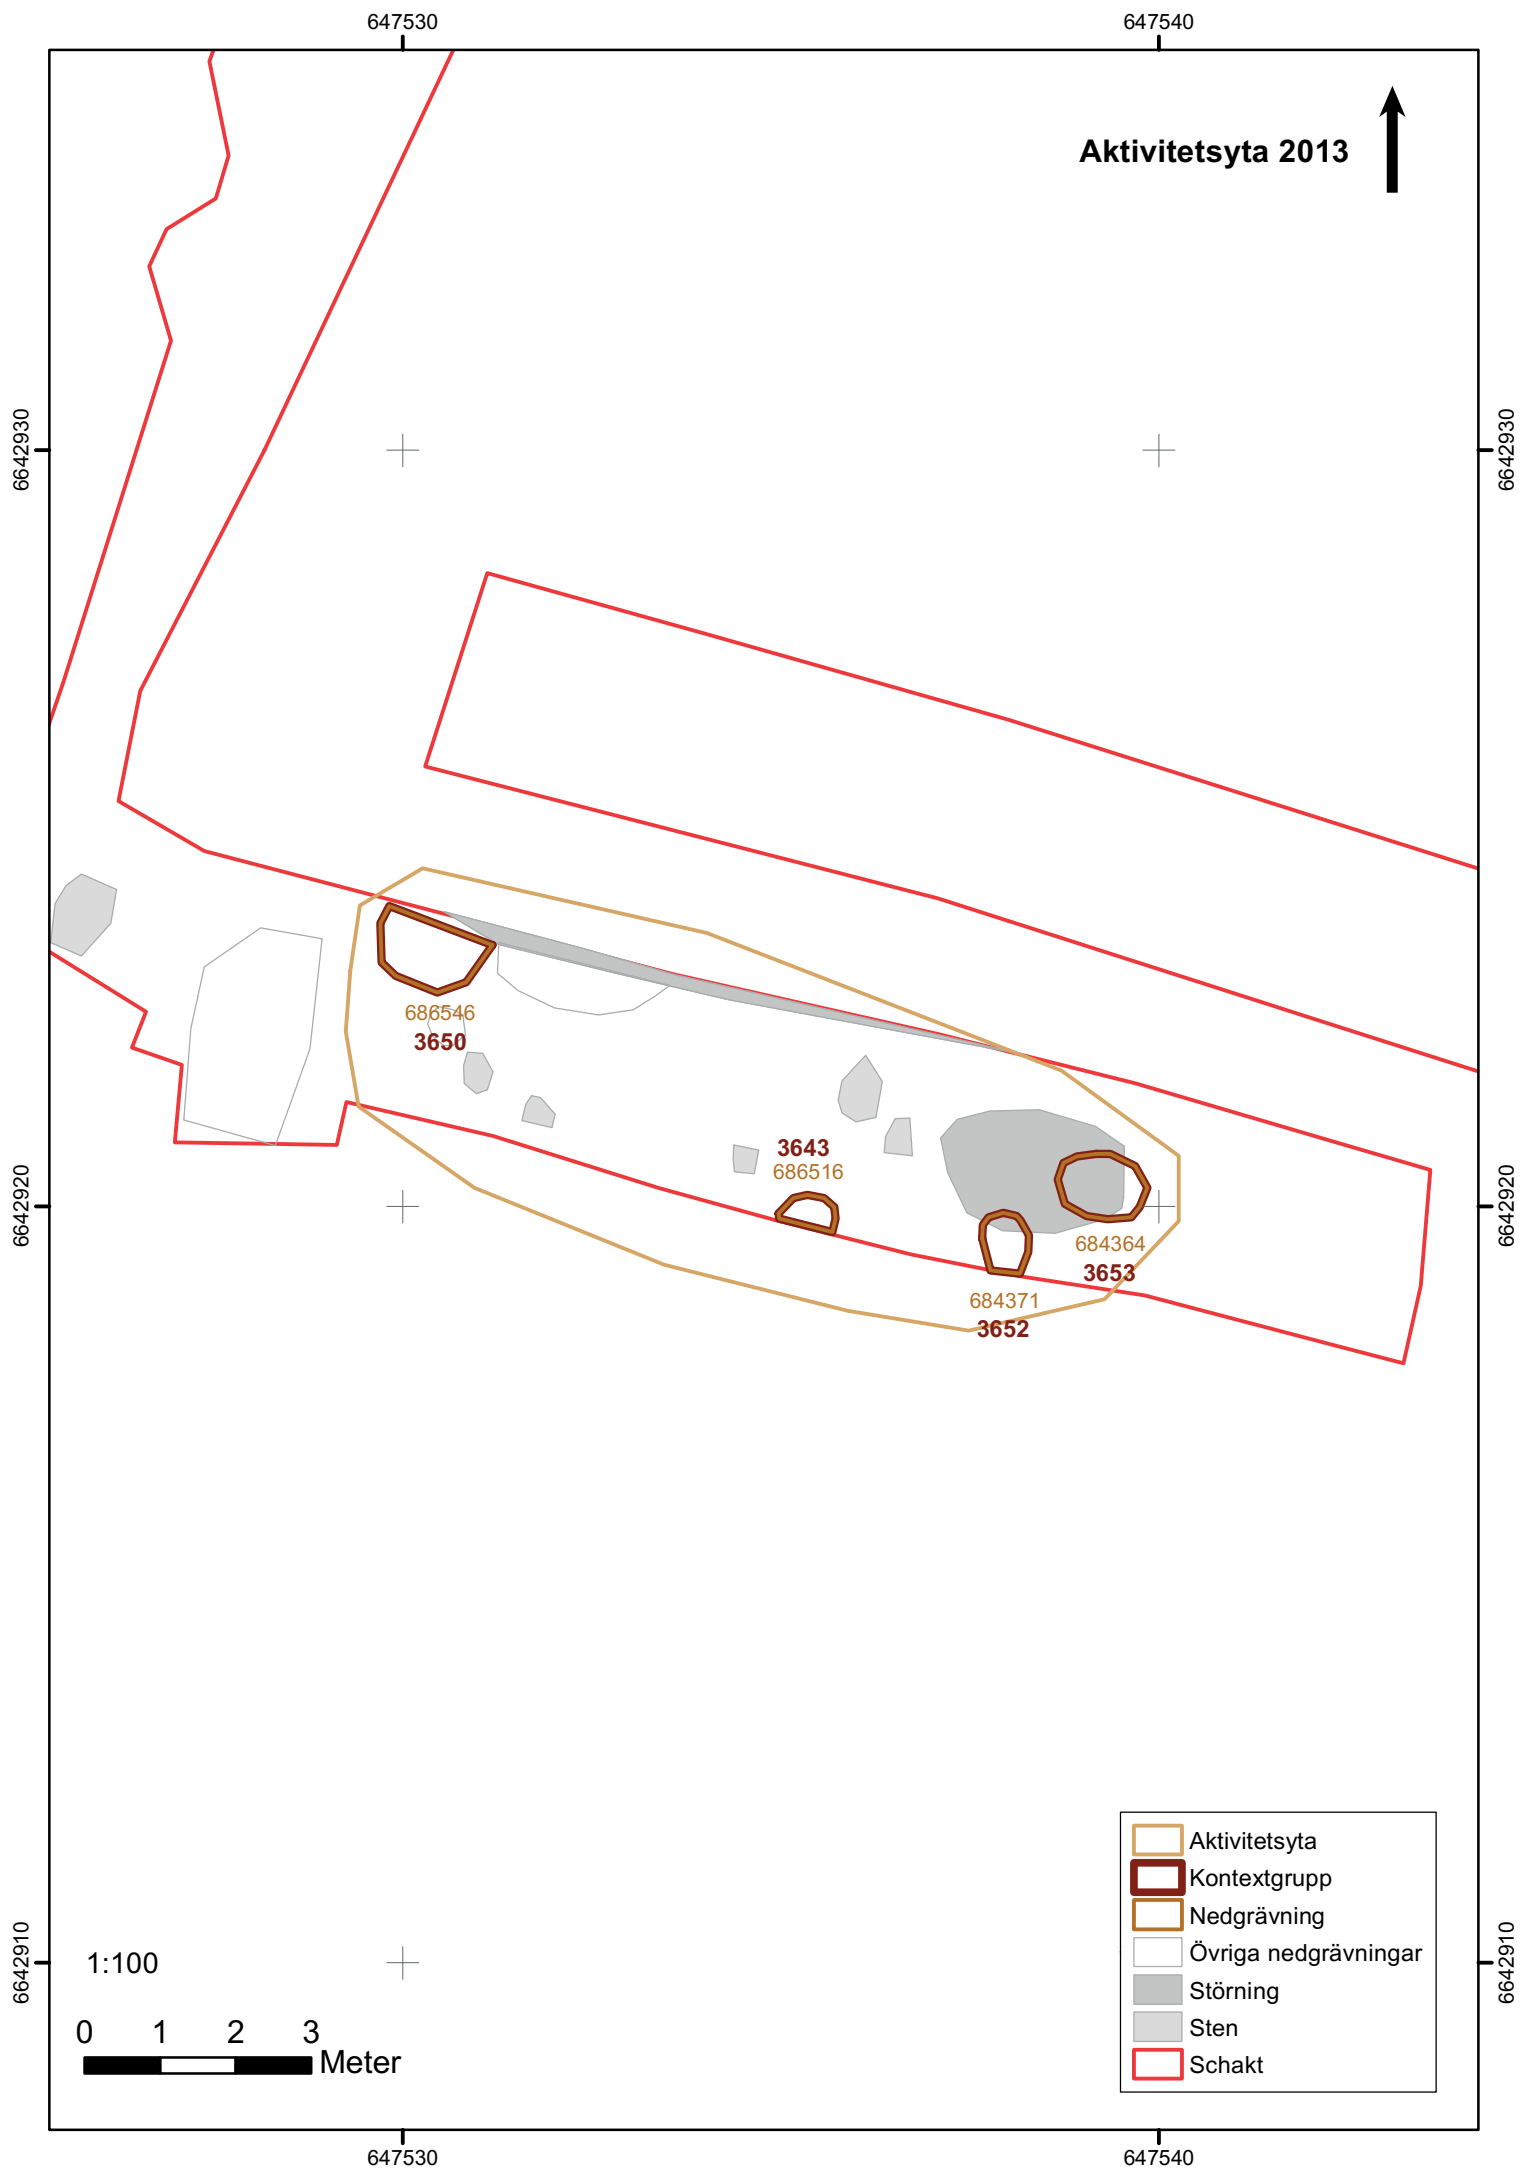 647530
647540
Aktivitetsyta 2013
6642930
6642930
686546
3650
3643
686516
6642920
6642920
684364
3653
684371
3652
Aktivitetsyta
Kontextgrupp
Nedgrävning
Övriga nedgrävningar
Störning
Sten
Schakt
6642910
6642910
1:100
0 1 2 3
Meter
647530
647540